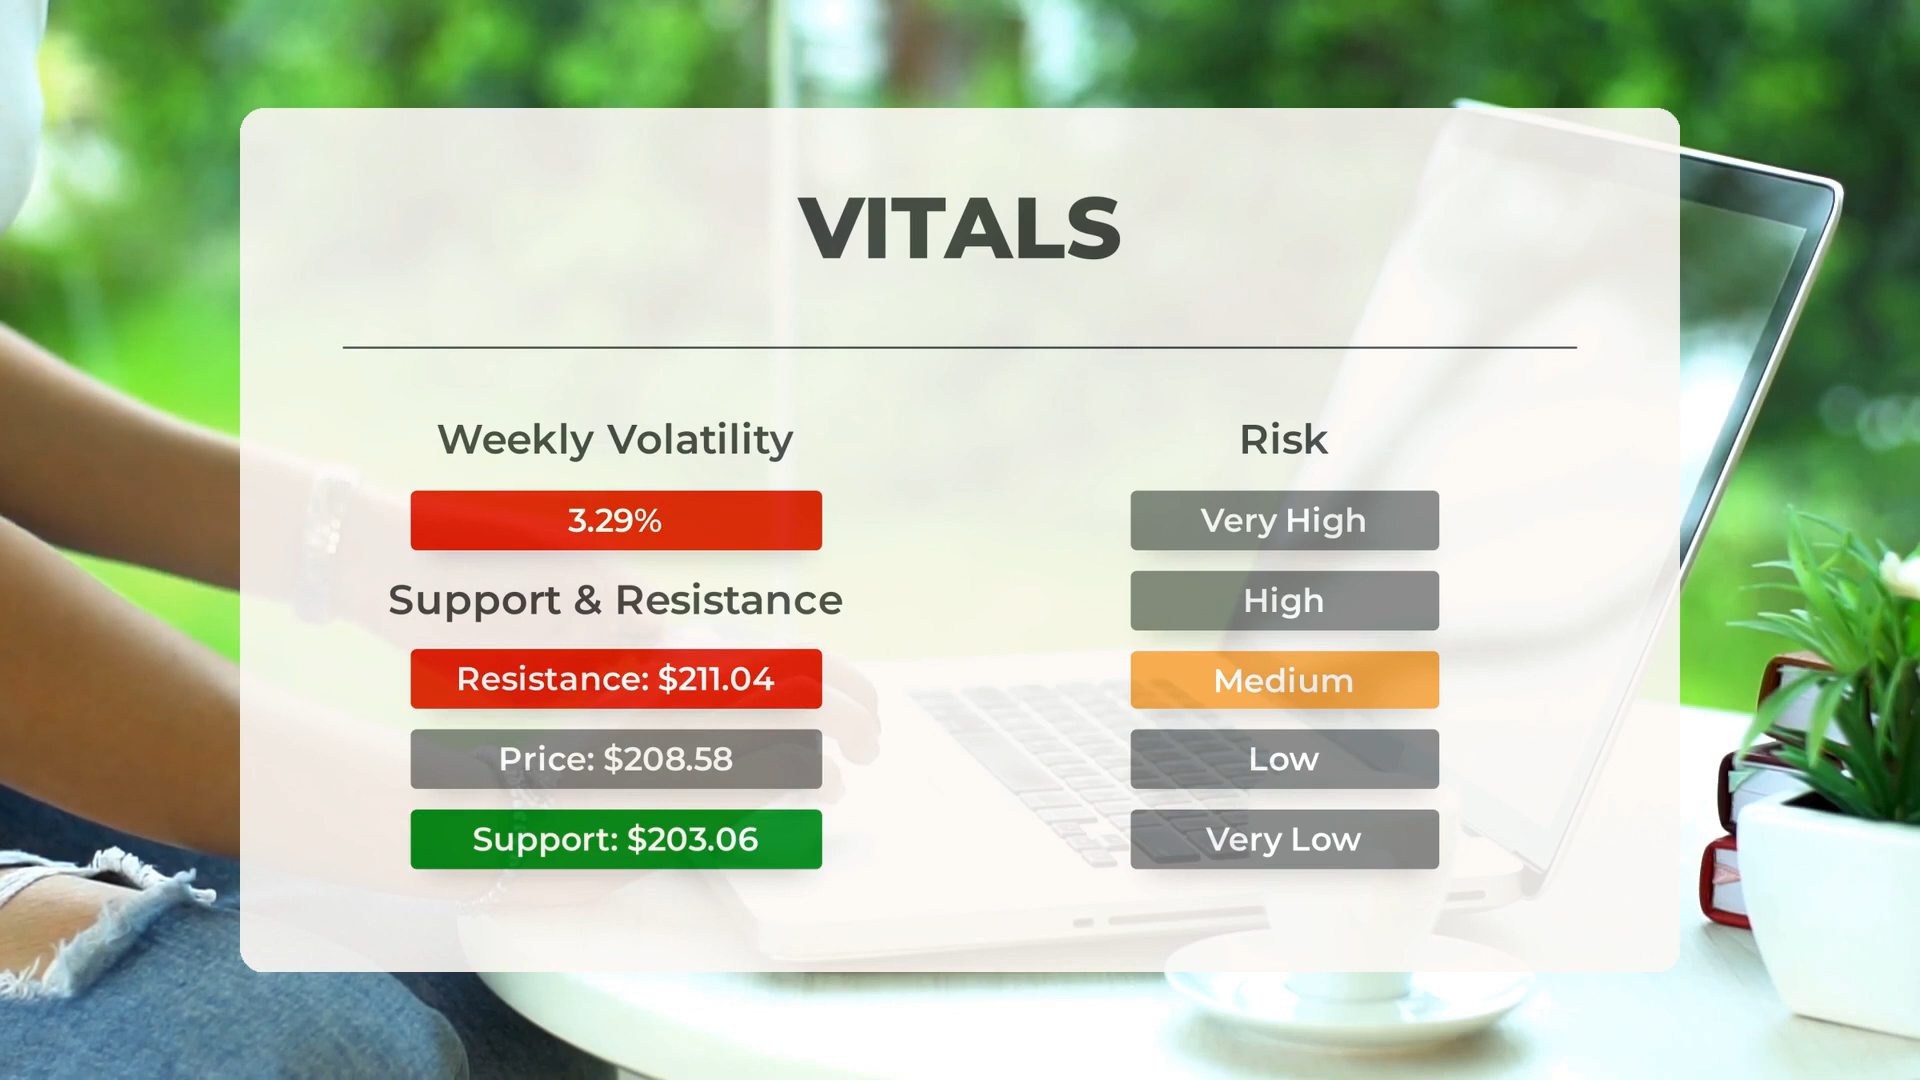 VITALS
Weekly Volatility
3.29%
Support & Resistance
Resistance: $211.04
Price: $208.58
Support: $203.06
Risk
Very High
High
Medium
Low
Very Low